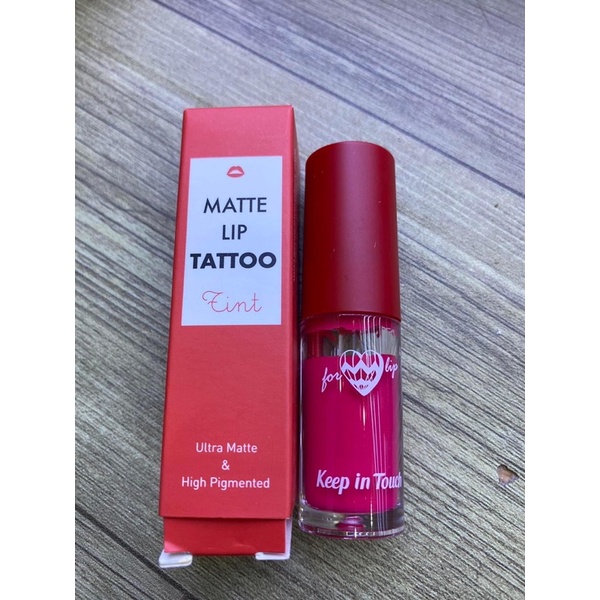 MATTE
LIP
TATTOO
Tint
Ultra Matte
&
High Pigmented
for lip
Keep in Touch